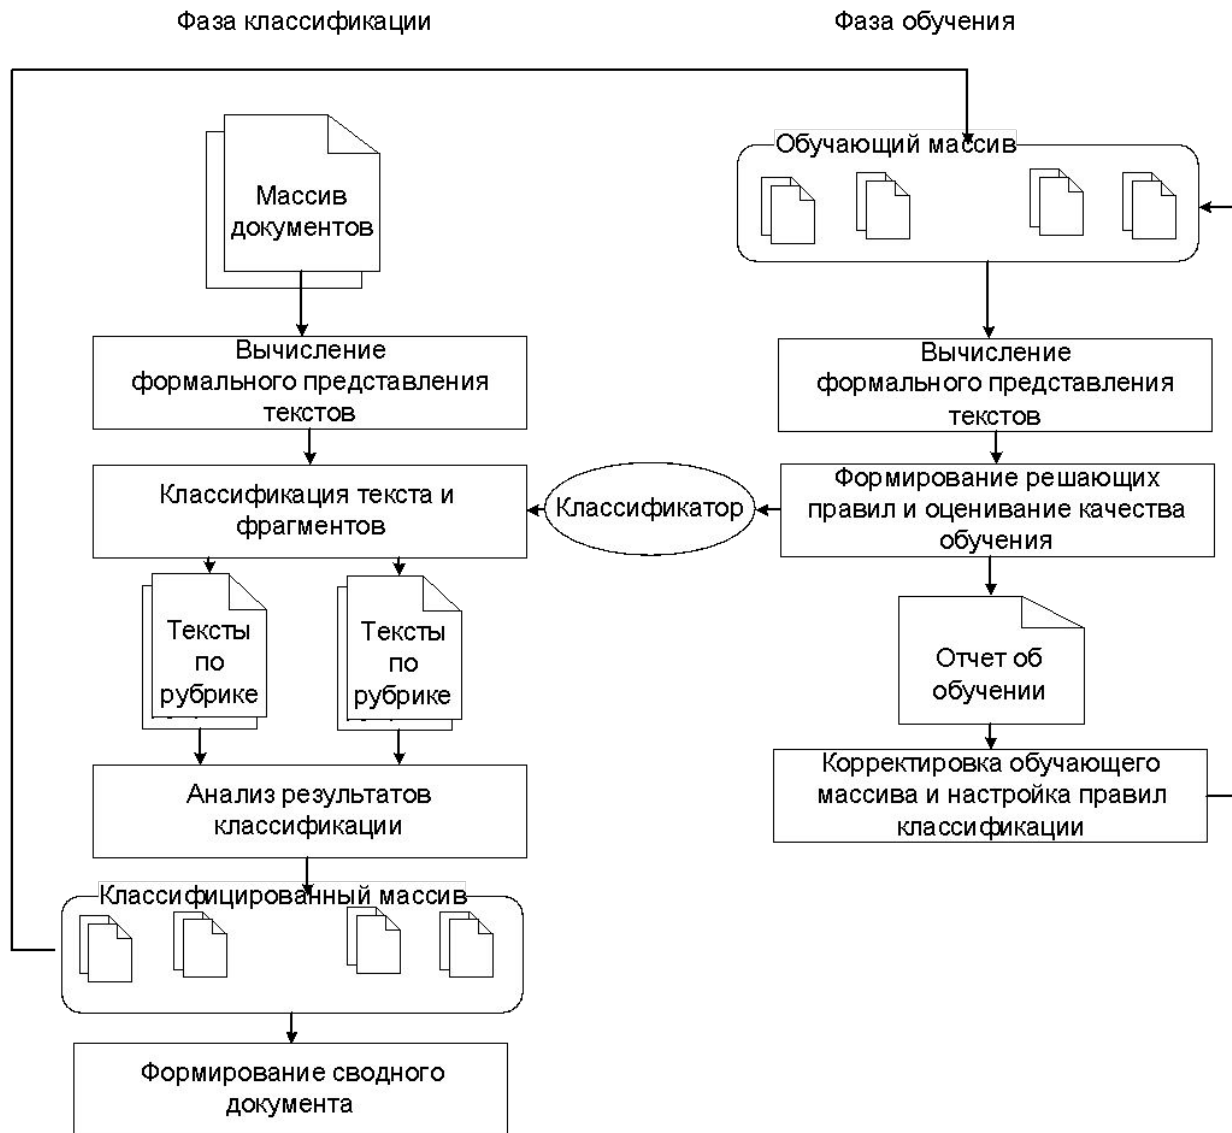 Фаза классификации
Фаза обучения
Массив
документов
Вычисление
формального представления
текстов
Классификация текста и
фрагментов
Тексты
по
рубрике
Тексты
по
рубрике
Анализ результатов
классификации
Классифицированный массив
Формирование сводного
документа
Классификатор
Обучающий массив
Вычисление
формального представления
текстов
Формирование решающих
правил и оценивание качества
обучения
Отчет об
обучении
Корректировка обучающего
массива и настройка правил
классификации